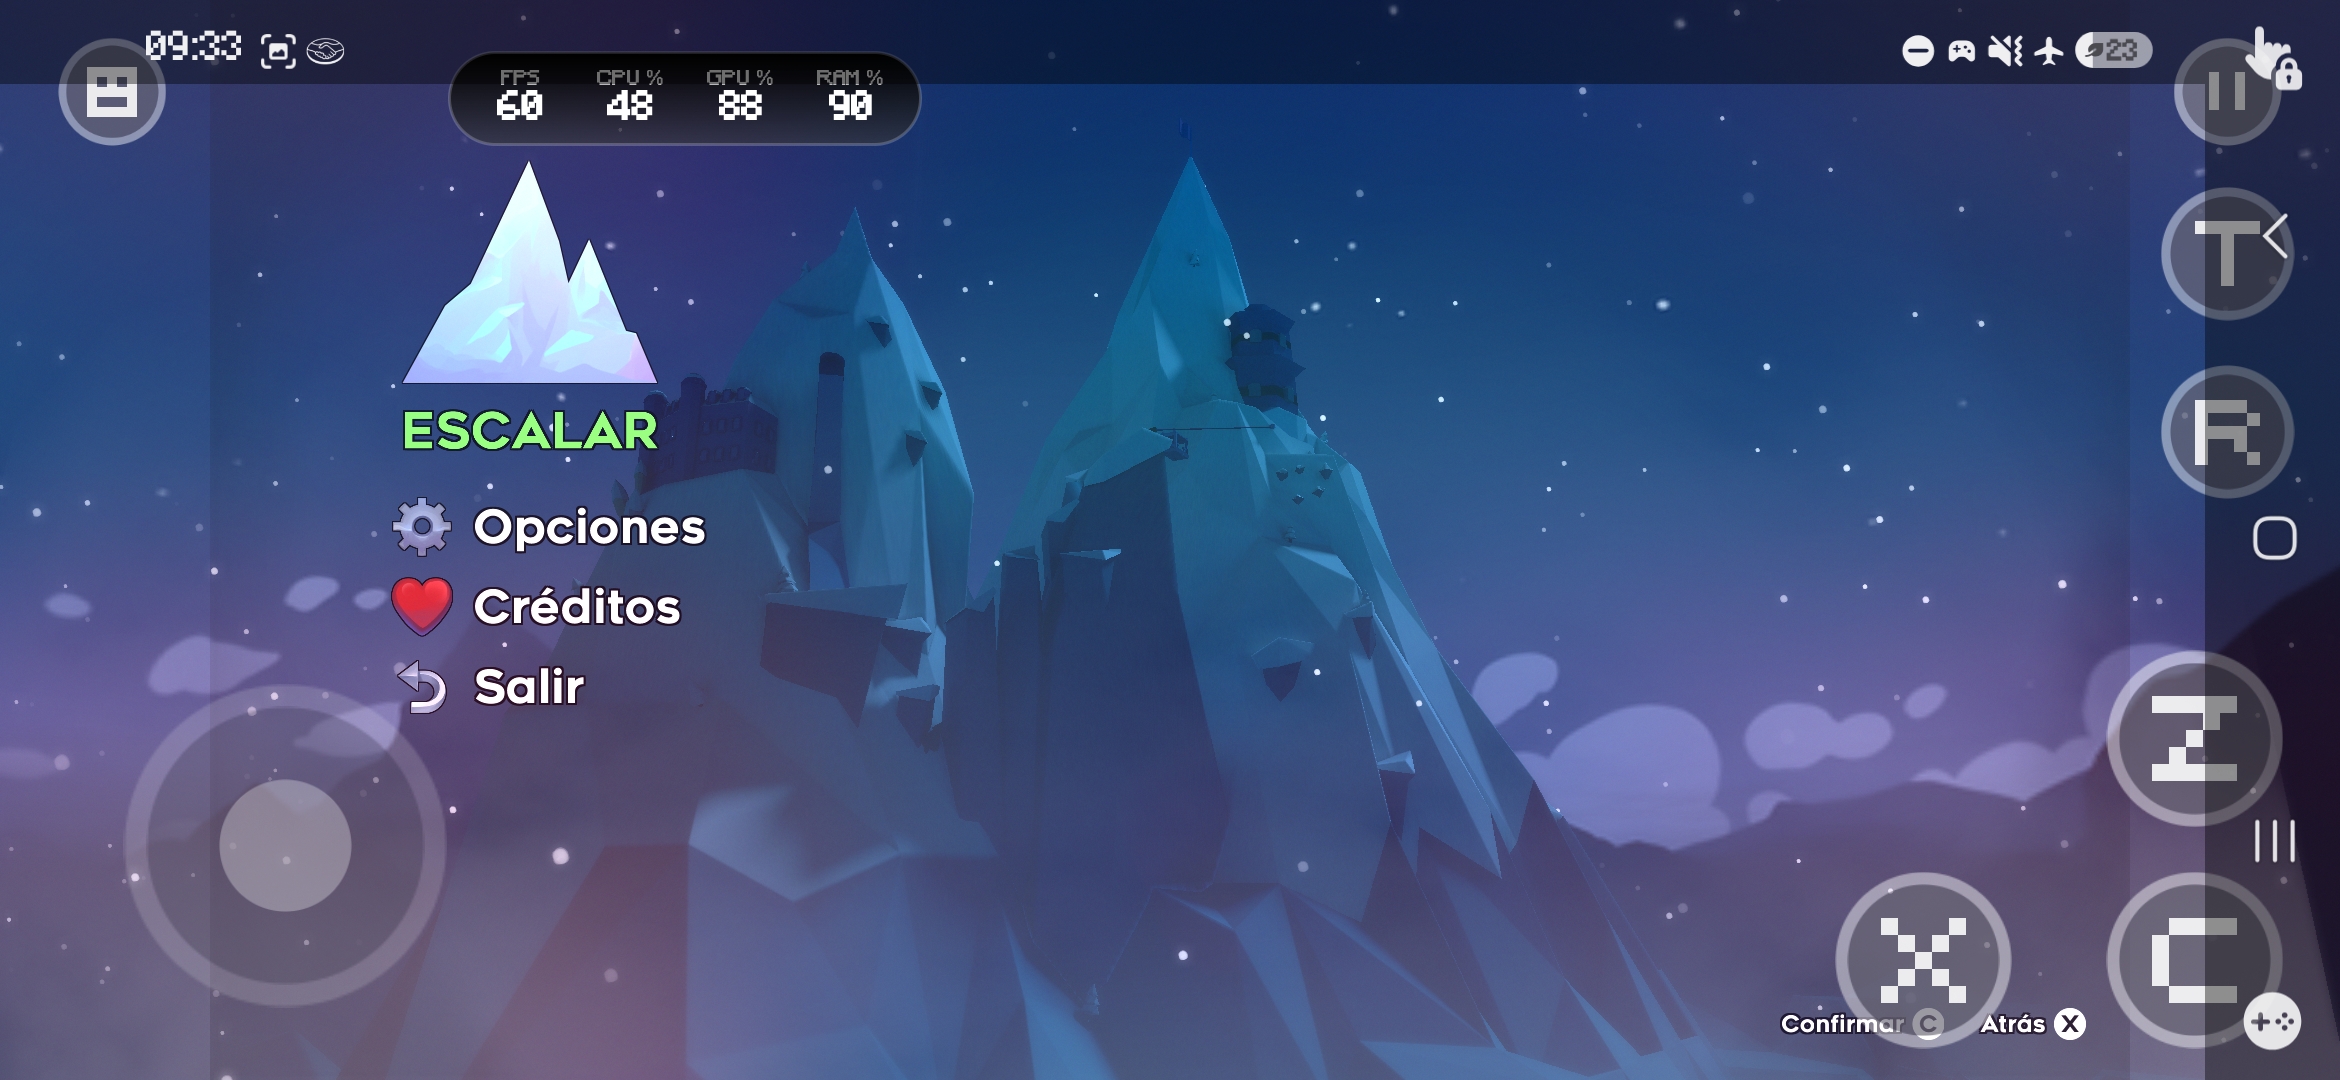 09:33
23
FPS CPU % GPU % RAM %
60 48 88 90
T
R
ESCALAR
Opciones
Créditos
Salir
Z
X
C
Confirmar C Atrás X